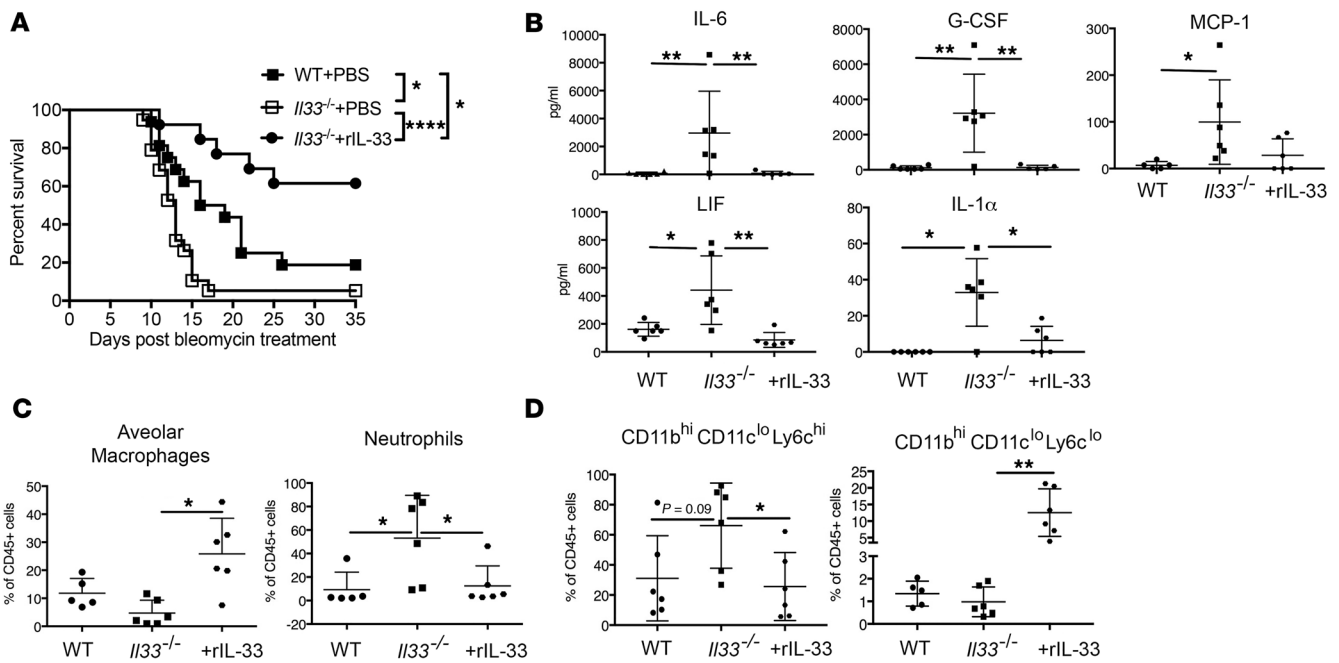 A
WT+PBS
Il33-/-+PBS
Il33-/-+rIL-33
*
****
*
Percent survival
100
80
60
40
20
0
0 5 10 15 20 25 30 35
Days post bleomycin treatment
B
IL-6
pg/ml
10000
8000
6000
4000
2000
0
** **
G-CSF
8000
6000
4000
2000
0
** **
MCP-1
300
200
100
0
*
WT Il33-/- +rIL-33
LIF
pg/ml
1000
800
600
400
200
0
* **
WT Il33-/- +rIL-33
IL-1α
80
60
40
20
0
* *
WT Il33-/- +rIL-33
C
Aveolar
Macrophages
% of CD45+ cells
50
40
30
20
10
0
*
WT Il33-/- +rIL-33
Neutrophils
% of CD45+ cells
100
80
60
40
20
0
-20
* *
WT Il33-/- +rIL-33
D
CD11bhi CD11clo Ly6chi
% of CD45+ cells
100
80
60
40
20
0
P = 0.09 *
WT Il33-/- +rIL-33
CD11bhi CD11clo Ly6clo
% of CD45+ cells
25
20
15
10
5
3
2
1
0
**
WT Il33-/- +rIL-33